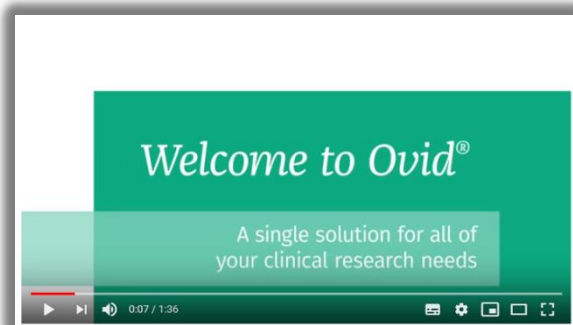 Welcome to Ovid®
A single solution for all of
your clinical research needs
0:07 / 1:36